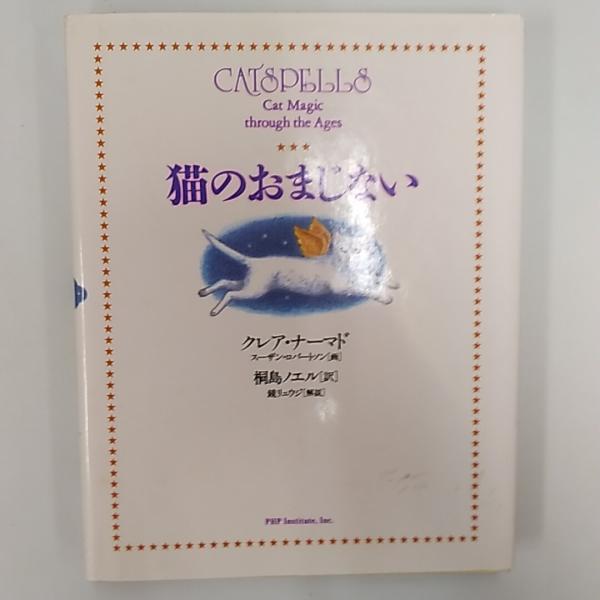 CATSPELLS
Cat Magic
through the Ages
猫のおまじない
クレア・ナーマド
スーザン・ロバートソン[画]
桐島ノエル[訳]
鏡リュウジ[解説]
PHP Institute, Inc.